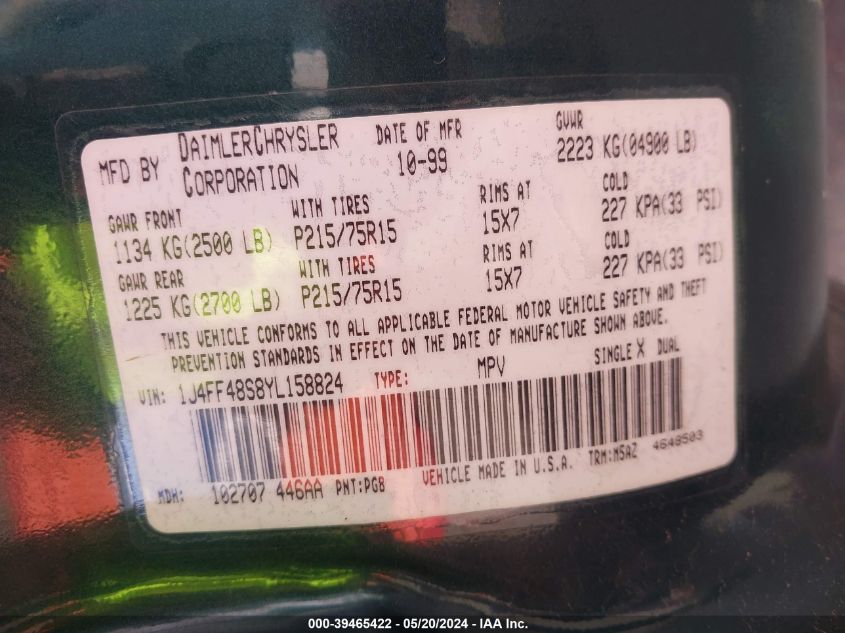 MFD BY DAIMLERCHRYSLER CORPORATION DATE OF MFR 10-99 GVWR 2223 KG(04900 LB)
GAWR FRONT WITH TIRES RIMS AT COLD
1134 KG(2500 LB) P215/75R15 15X7 227 KPA(33 PSI)
GAWR REAR WITH TIRES RIMS AT COLD
1225 KG(2700 LB) P215/75R15 15X7 227 KPA(33 PSI)
THIS VEHICLE CONFORMS TO ALL APPLICABLE FEDERAL MOTOR VEHICLE SAFETY AND THEFT
PREVENTION STANDARDS IN EFFECT ON THE DATE OF MANUFACTURE SHOWN ABOVE.
VIN: 1J4FF48S8YL158824 TYPE: MPV SINGLE X DUAL
MDH: 102707 446AA PNT:PG8 VEHICLE MADE IN U.S.A. TRM:MSAZ 4648503
000-39465422 - 05/20/2024 - IAA Inc.